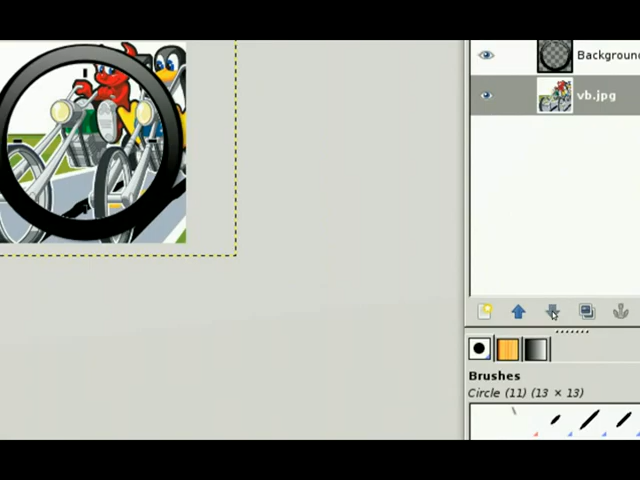 Background
vb.jpg
Brushes
Circle (11) (13 × 13)